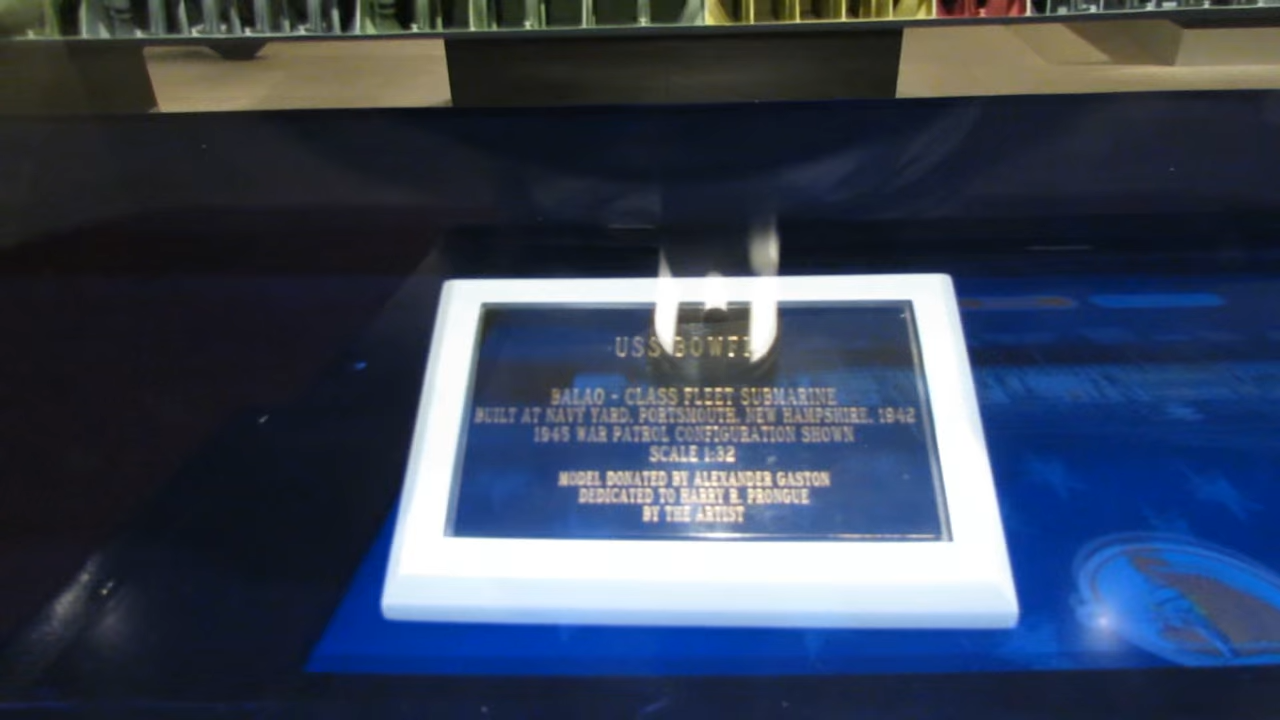 USS BOWFI
BALAO - CLASS FLEET SUBMARINE
BUILT AT NAVY YARD, PORTSMOUTH, NEW HAMPSHIRE, 1942
1945 WAR PATROL CONFIGURATION SHOWN
SCALE 1:32
MODEL DONATED BY ALEXANDER GASTON
DEDICATED TO HARRY R. PRONGUE
BY THE ARTIST